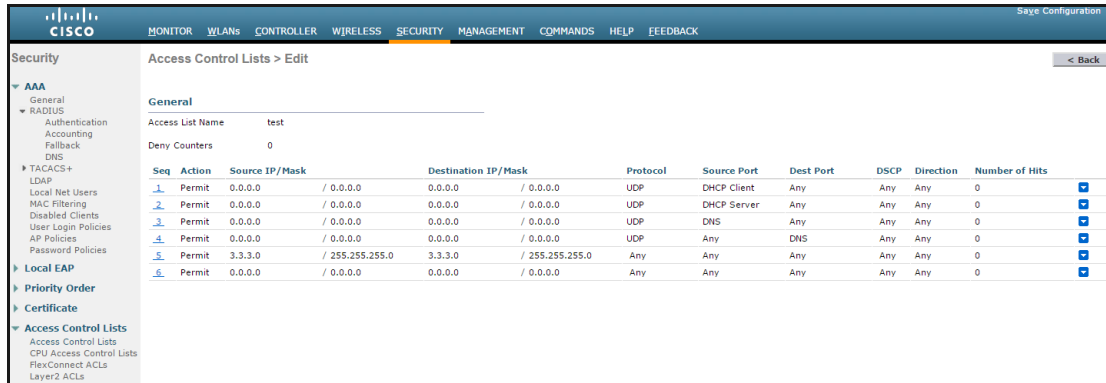 Save Configuration
CISCO
MONITOR WLANs CONTROLLER WIRELESS SECURITY MANAGEMENT COMMANDS HELP FEEDBACK
Security
Access Control Lists > Edit
< Back
AAA
General
RADIUS
Authentication
Accounting
Fallback
DNS
TACACS+
LDAP
Local Net Users
MAC Filtering
Disabled Clients
User Login Policies
AP Policies
Password Policies
Local EAP
Priority Order
Certificate
Access Control Lists
Access Control Lists
CPU Access Control Lists
FlexConnect ACLs
Layer2 ACLs
General
Access List Name test
Deny Counters 0
Seq Action Source IP/Mask Destination IP/Mask Protocol Source Port Dest Port DSCP Direction Number of Hits
1 Permit 0.0.0.0 / 0.0.0.0 0.0.0.0 / 0.0.0.0 UDP DHCP Client Any Any Any 0
2 Permit 0.0.0.0 / 0.0.0.0 0.0.0.0 / 0.0.0.0 UDP DHCP Server Any Any Any 0
3 Permit 0.0.0.0 / 0.0.0.0 0.0.0.0 / 0.0.0.0 UDP DNS Any Any Any 0
4 Permit 0.0.0.0 / 0.0.0.0 0.0.0.0 / 0.0.0.0 UDP Any DNS Any Any 0
5 Permit 3.3.3.0 / 255.255.255.0 3.3.3.0 / 255.255.255.0 Any Any Any Any Any 0
6 Permit 0.0.0.0 / 0.0.0.0 0.0.0.0 / 0.0.0.0 Any Any Any Any Any 0